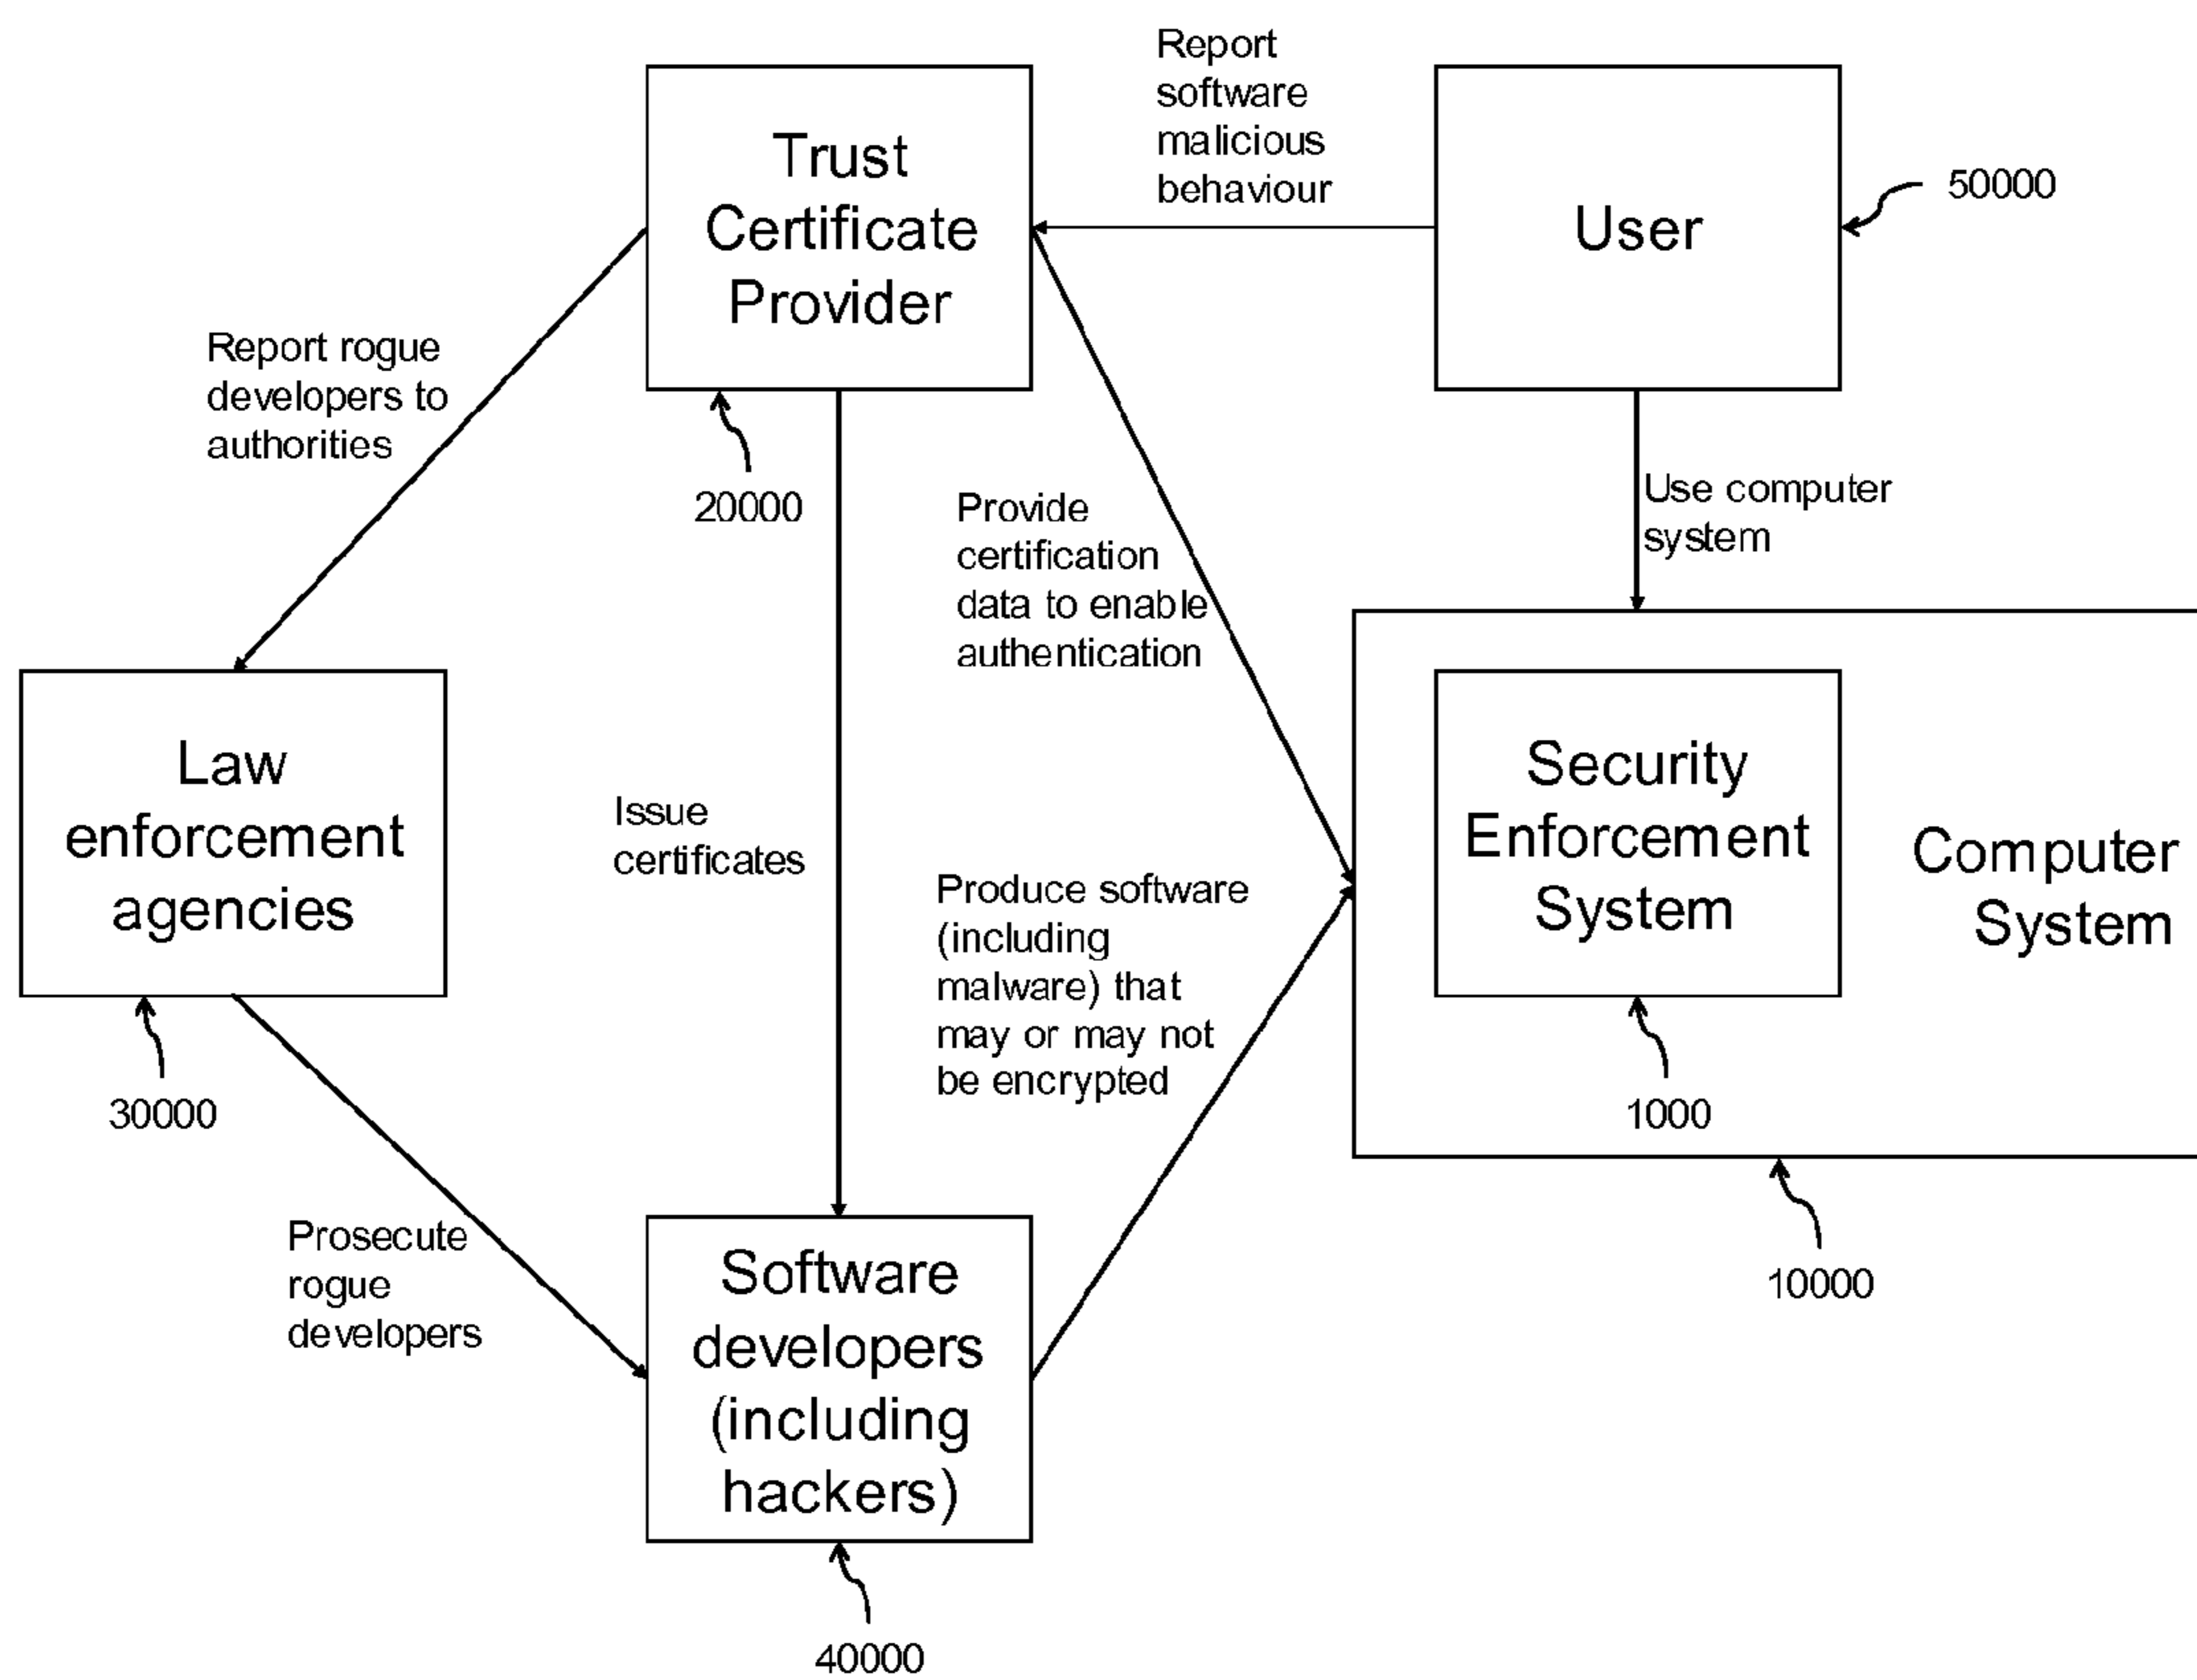 Report
software
malicious
behaviour
Trust
Certificate
Provider
User
50000
Report rogue
developers to
authorities
20000
Provide
certification
data to enable
authentication
Use computer
system
Law
enforcement
agencies
30000
Issue
certificates
Security
Enforcement
System
1000
Computer
System
10000
Produce software
(including
malware) that
may or may not
be encrypted
Prosecute
rogue
developers
Software
developers
(including
hackers)
40000